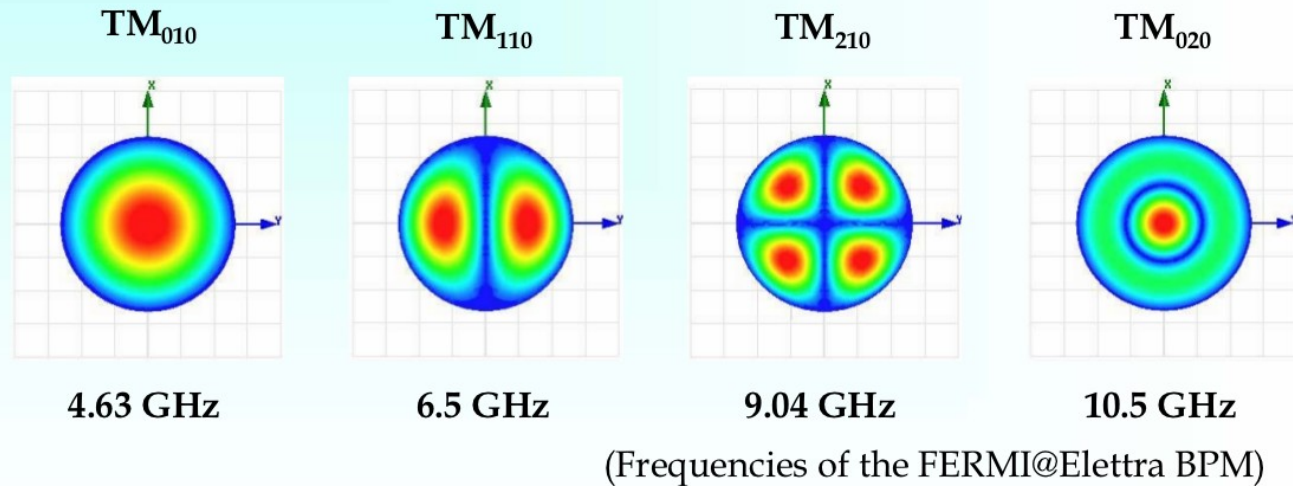 TM₀₁₀ TM₁₁₀ TM₂₁₀ TM₀₂₀
X X X X
Y Y Y Y
4.63 GHz 6.5 GHz 9.04 GHz 10.5 GHz
(Frequencies of the FERMI@Elettra BPM)